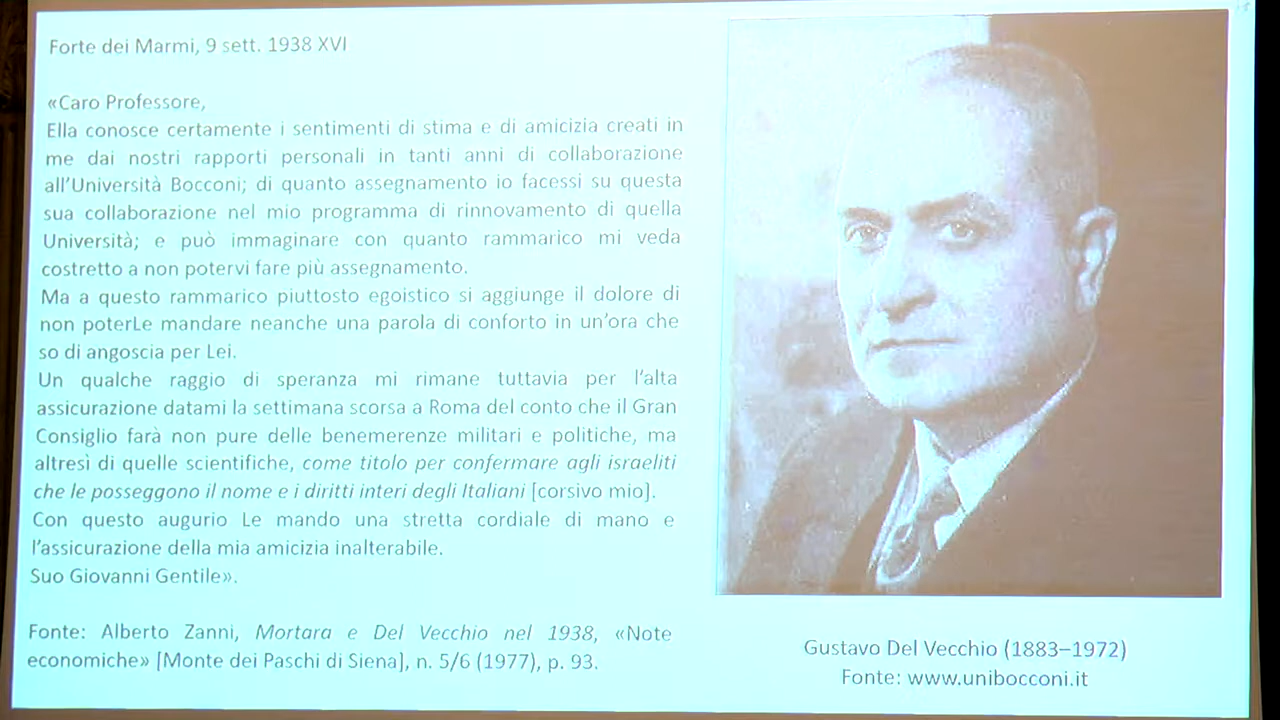 Forte dei Marmi, 9 sett. 1938 XVI
«Caro Professore,
Ella conosce certamente i sentimenti di stima e di amicizia creati in
me dai nostri rapporti personali in tanti anni di collaborazione
all'Università Bocconi; di quanto assegnamento io facessi su questa
sua collaborazione nel mio programma di rinnovamento di quella
Università; e può immaginare con quanto rammarico mi veda
costretto a non potervi fare più assegnamento.
Ma a questo rammarico piuttosto egoistico si aggiunge il dolore di
non poterLe mandare neanche una parola di conforto in un'ora che
so di angoscia per Lei.
Un qualche raggio di speranza mi rimane tuttavia per l'alta
assicurazione datami la settimana scorsa a Roma del conto che il Gran
Consiglio farà non pure delle benemerenze militari e politiche, ma
altresì di quelle scientifiche, come titolo per confermare agli israeliti
che le posseggono il nome e i diritti interi degli Italiani [corsivo mio].
Con questo augurio Le mando una stretta cordiale di mano e
l'assicurazione della mia amicizia inalterabile.
Suo Giovanni Gentile».
Fonte: Alberto Zanni, Mortara e Del Vecchio nel 1938, «Note
economiche» [Monte dei Paschi di Siena], n. 5/6 (1977), p. 93.
Gustavo Del Vecchio (1883–1972)
Fonte: www.unibocconi.it